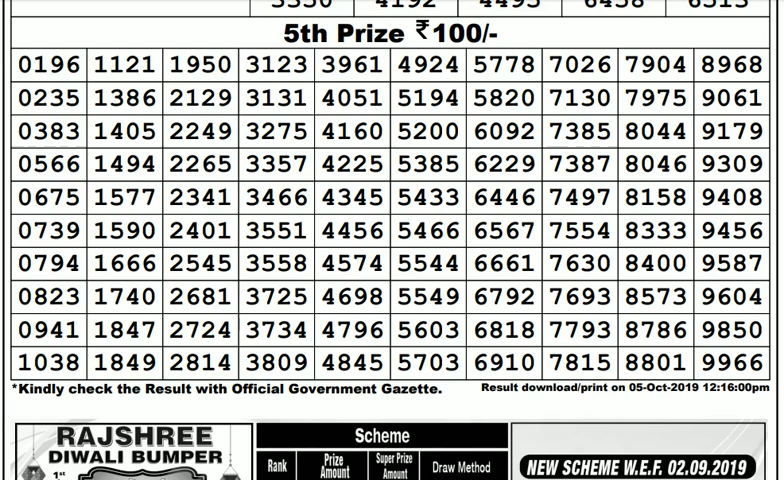 3330 4192 4495 6438 6313
5th Prize ₹100/-
0196 1121 1950 3123 3961 4924 5778 7026 7904 8968
0235 1386 2129 3131 4051 5194 5820 7130 7975 9061
0383 1405 2249 3275 4160 5200 6092 7385 8044 9179
0566 1494 2265 3357 4225 5385 6229 7387 8046 9309
0675 1577 2341 3466 4345 5433 6446 7497 8158 9408
0739 1590 2401 3551 4456 5466 6567 7554 8333 9456
0794 1666 2545 3558 4574 5544 6661 7630 8400 9587
0823 1740 2681 3725 4698 5549 6792 7693 8573 9604
0941 1847 2724 3734 4796 5603 6818 7793 8786 9850
1038 1849 2814 3809 4845 5703 6910 7815 8801 9966
*Kindly check the Result with Official Government Gazette. Result download/print on 05-Oct-2019 12:16:00pm
RAJSHREE
DIWALI BUMPER
1st
Scheme
Rank Prize Amount Super Prize Amount Draw Method
NEW SCHEME W.E.F. 02.09.2019